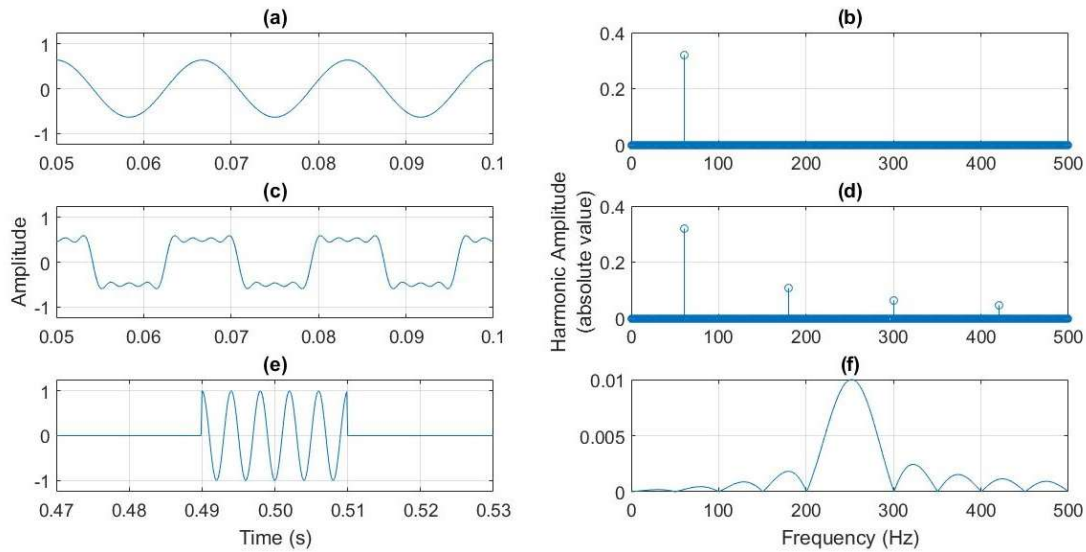 (a)
1
0
-1
0.05 0.06 0.07 0.08 0.09 0.1
(b)
0.4
0.2
0
0 100 200 300 400 500
(c)
1
0
-1
0.05 0.06 0.07 0.08 0.09 0.1
Amplitude
(d)
0.4
0.2
0
0 100 200 300 400 500
Harmonic Amplitude
(absolute value)
(e)
1
0
-1
0.47 0.48 0.49 0.50 0.51 0.52 0.53
Time (s)
(f)
0.01
0.005
0
0 100 200 300 400 500
Frequency (Hz)